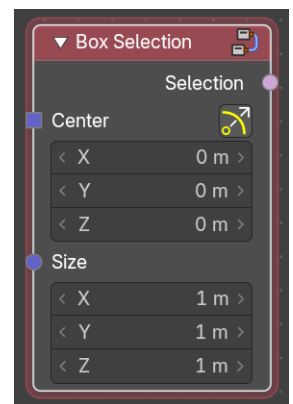 Box Selection
Selection
Center
X 0 m
Y 0 m
Z 0 m
Size
X 1 m
Y 1 m
Z 1 m